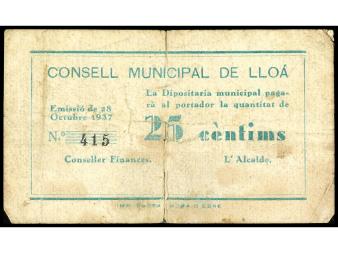 CONSELL MUNICIPAL DE LLOÁ
Emissió de 28
Octubre 1937
N.º 415
La Dipositaria municipal paga-
rà al portador la quantitat de
25 cèntims
Conseller Finances.
L'Alcalde,